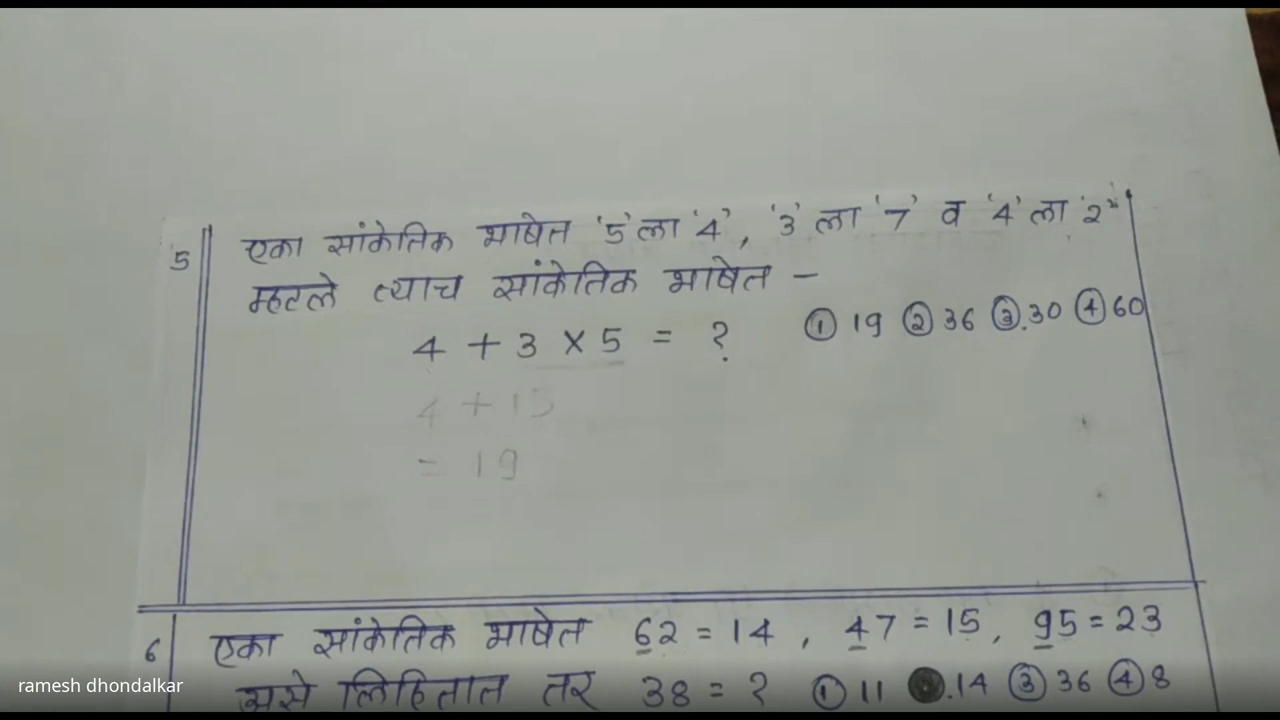 5 एका सांकेतिक भाषेत '5' ला '4', '3' ला '7' व '4' ला '2'
म्हटले त्याच सांकेतिक भाषेत –
4 + 3 × 5 = ? ① 19 ② 36 ③ 30 ④ 60
4 + 15
= 19
6 एका सांकेतिक भाषेत 62 = 14 , 47 = 15, 95 = 23
असे लिहितात तर 38 = ? ① 11 14 ③ 36 ④ 8
ramesh dhondalkar